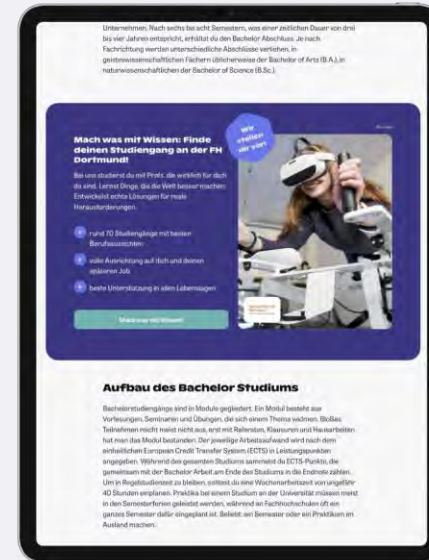 Unternehmen. Nach sechs bis acht Semestern, was einer zeitlichen Dauer von drei
bis vier Jahren entspricht, erhältst du den Bachelor Abschluss. Je nach
Fachrichtung werden unterschiedliche Abschlüsse verliehen, in
geisteswissenschaftlichen Fächern üblicherweise der Bachelor of Arts (B.A.), in
naturwissenschaftlichen der Bachelor of Science (B.Sc.).
Mach was mit Wissen: Finde
deinen Studiengang an der FH
Dortmund!
Wir
stellen
vor
Bei uns studierst du mit Profs, die wirklich für dich
da sind. Lernst Dinge, die die Welt besser machen.
Entwickelst echte Lösungen für reale
Herausforderungen.
rund 70 Studiengänge mit besten
Berufsaussichten
volle Ausrichtung auf dich und deinen
späteren Job
beste Unterstützung in allen Lebenslagen
Mach was mit Wissen!
Aufbau des Bachelor Studiums
Bachelorstudiengänge sind in Module gegliedert. Ein Modul besteht aus
Vorlesungen, Seminaren und Übungen, die sich einem Thema widmen. Bloßes
Teilnehmen reicht meist nicht aus, erst mit Referaten, Klausuren und Hausarbeiten
hat man das Modul bestanden. Der jeweilige Arbeitsaufwand wird nach dem
einheitlichen European Credit Transfer System (ECTS) in Leistungspunkten
angegeben. Während des gesamten Studiums sammelst du ECTS-Punkte, die
gemeinsam mit der Bachelor Arbeit am Ende des Studiums in die Endnote zählen.
Um in Regelstudienzeit zu bleiben, solltest du eine Wochenarbeitszeit von ungefähr
40 Stunden einplanen. Praktika bei einem Studium an der Universität müssen meist
in den Semesterferien geleistet werden, während an Fachhochschulen oft ein
ganzes Semester dafür eingeplant ist. Beliebt: ein Semester oder ein Praktikum im
Ausland machen.